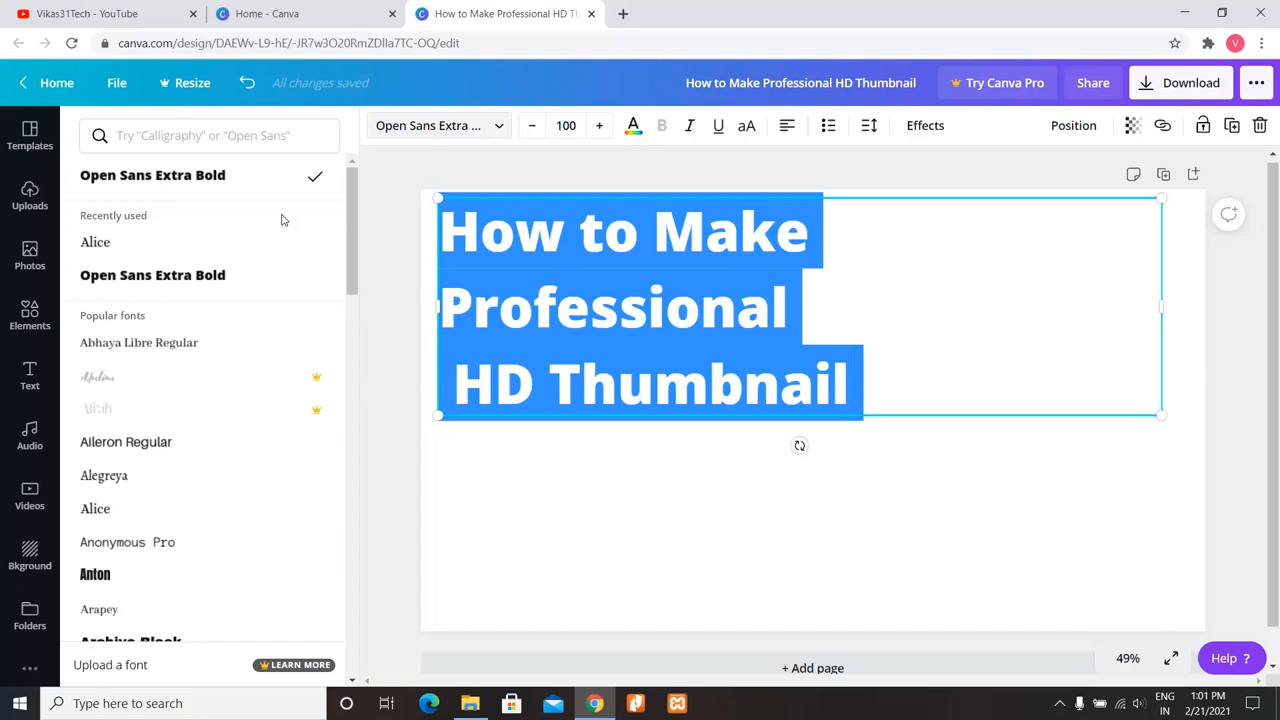 Vikas31Tech - YouTube
Home - Canva
How to Make Professional HD Th
canva.com/design/DAEWv-L9-hE/-JR7w3O20RmZDlIa7TC-OQ/edit
V
Home
File
Resize
All changes saved
How to Make Professional HD Thumbnail
Try Canva Pro
Share
Download
Try “Calligraphy” or “Open Sans”
Open Sans Extra ...
100
A
B
I
U
aA
Effects
Position
Templates
Uploads
Photos
Elements
Text
Audio
Videos
Bkground
Folders
Open Sans Extra Bold
Recently used
Alice
Open Sans Extra Bold
Popular fonts
Abhaya Libre Regular
Aileron Regular
Alegreya
Alice
Anonymous Pro
Anton
Arapey
Archivo Black
Upload a font
LEARN MORE
How to Make
Professional
HD Thumbnail
+ Add page
49%
Help ?
Type here to search
ENG
IN
1:01 PM
2/21/2021